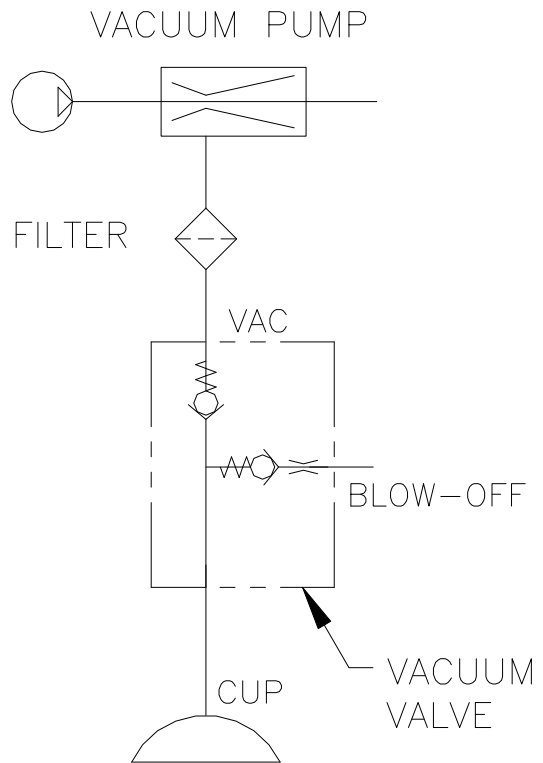 VACUUM PUMP
FILTER
VAC
BLOW-OFF
CUP
VACUUM
VALVE